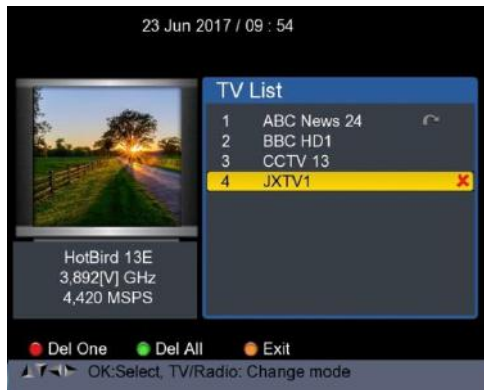 23 Jun 2017 / 09 : 54
TV List
1 ABC News 24
2 BBC HD1
3 CCTV 13
4 JXTV1
HotBird 13E
3,892[V] GHz
4,420 MSPS
Del One Del All Exit
OK:Select, TV/Radio: Change mode